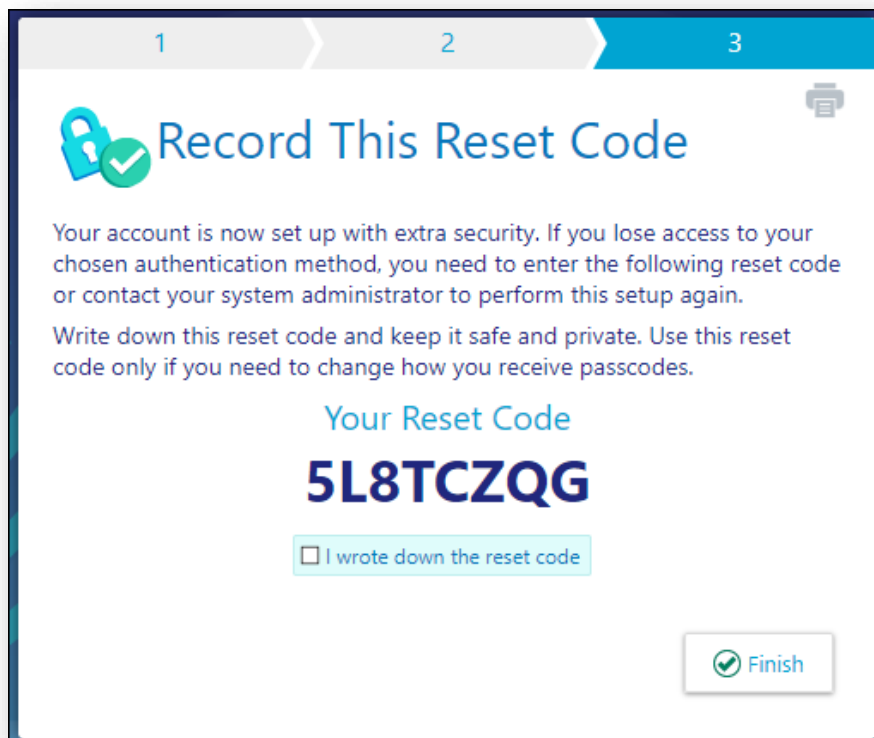 1 2 3
Record This Reset Code
Your account is now set up with extra security. If you lose access to your
chosen authentication method, you need to enter the following reset code
or contact your system administrator to perform this setup again.
Write down this reset code and keep it safe and private. Use this reset
code only if you need to change how you receive passcodes.
Your Reset Code
5L8TCZQG
I wrote down the reset code
Finish